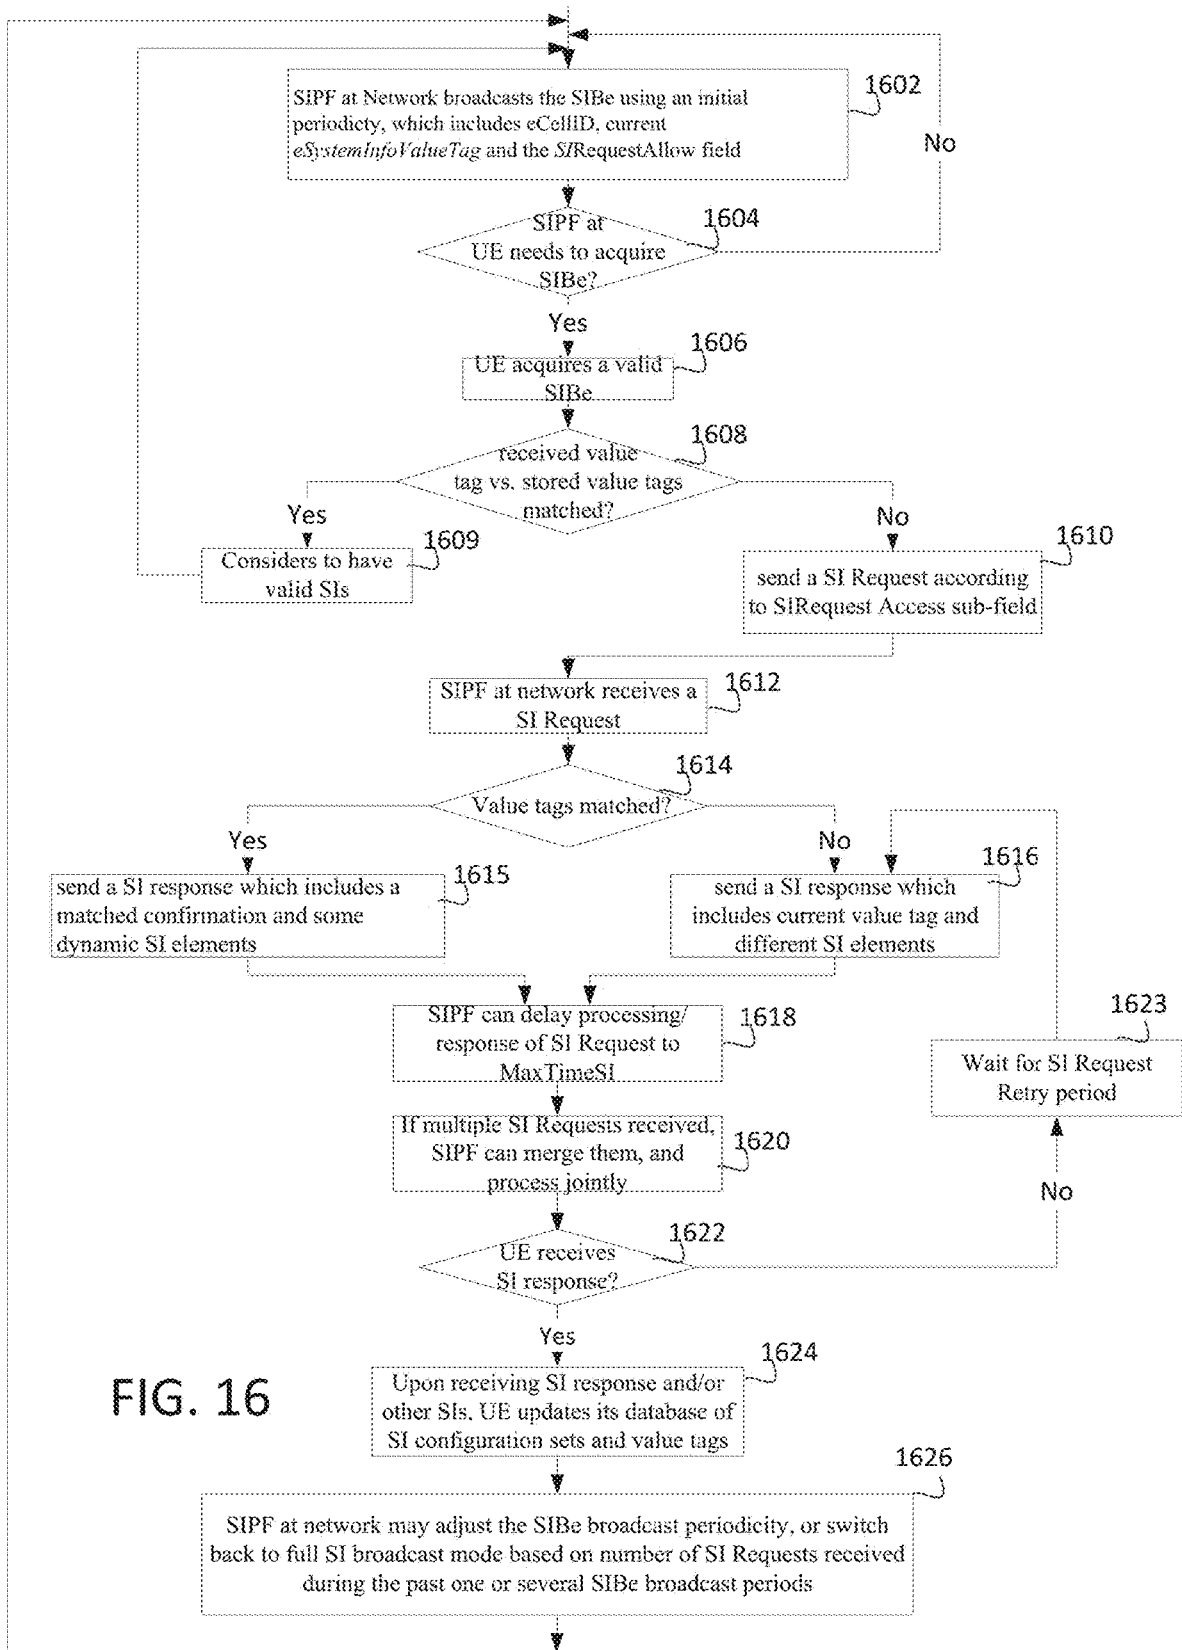 1602
SIPF at Network broadcasts the SIBe using an initial
periodicty, which includes eCellID, current
eSystemInfoValueTag and the SIRequestAllow field
No
1604
SIPF at
UE needs to acquire
SIBe?
Yes
1606
UE acquires a valid
SIBe
1608
received value
tag vs. stored value tags
matched?
Yes
No
1609
Considers to have
valid SIs
1610
send a SI Request according
to SIRequest Access sub-field
1612
SIPF at network receives a
SI Request
1614
Value tags matched?
Yes
No
1615
send a SI response which includes a
matched confirmation and some
dynamic SI elements
1616
send a SI response which
includes current value tag and
different SI elements
1618
SIPF can delay processing/
response of SI Request to
MaxTimeSI
1623
Wait for SI Request
Retry period
1620
If multiple SI Requests received,
SIPF can merge them, and
process jointly
No
1622
UE receives
SI response?
Yes
1624
Upon receiving SI response and/or
other SIs, UE updates its database of
SI configuration sets and value tags
FIG. 16
1626
SIPF at network may adjust the SIBe broadcast periodicity, or switch
back to full SI broadcast mode based on number of SI Requests received
during the past one or several SIBe broadcast periods